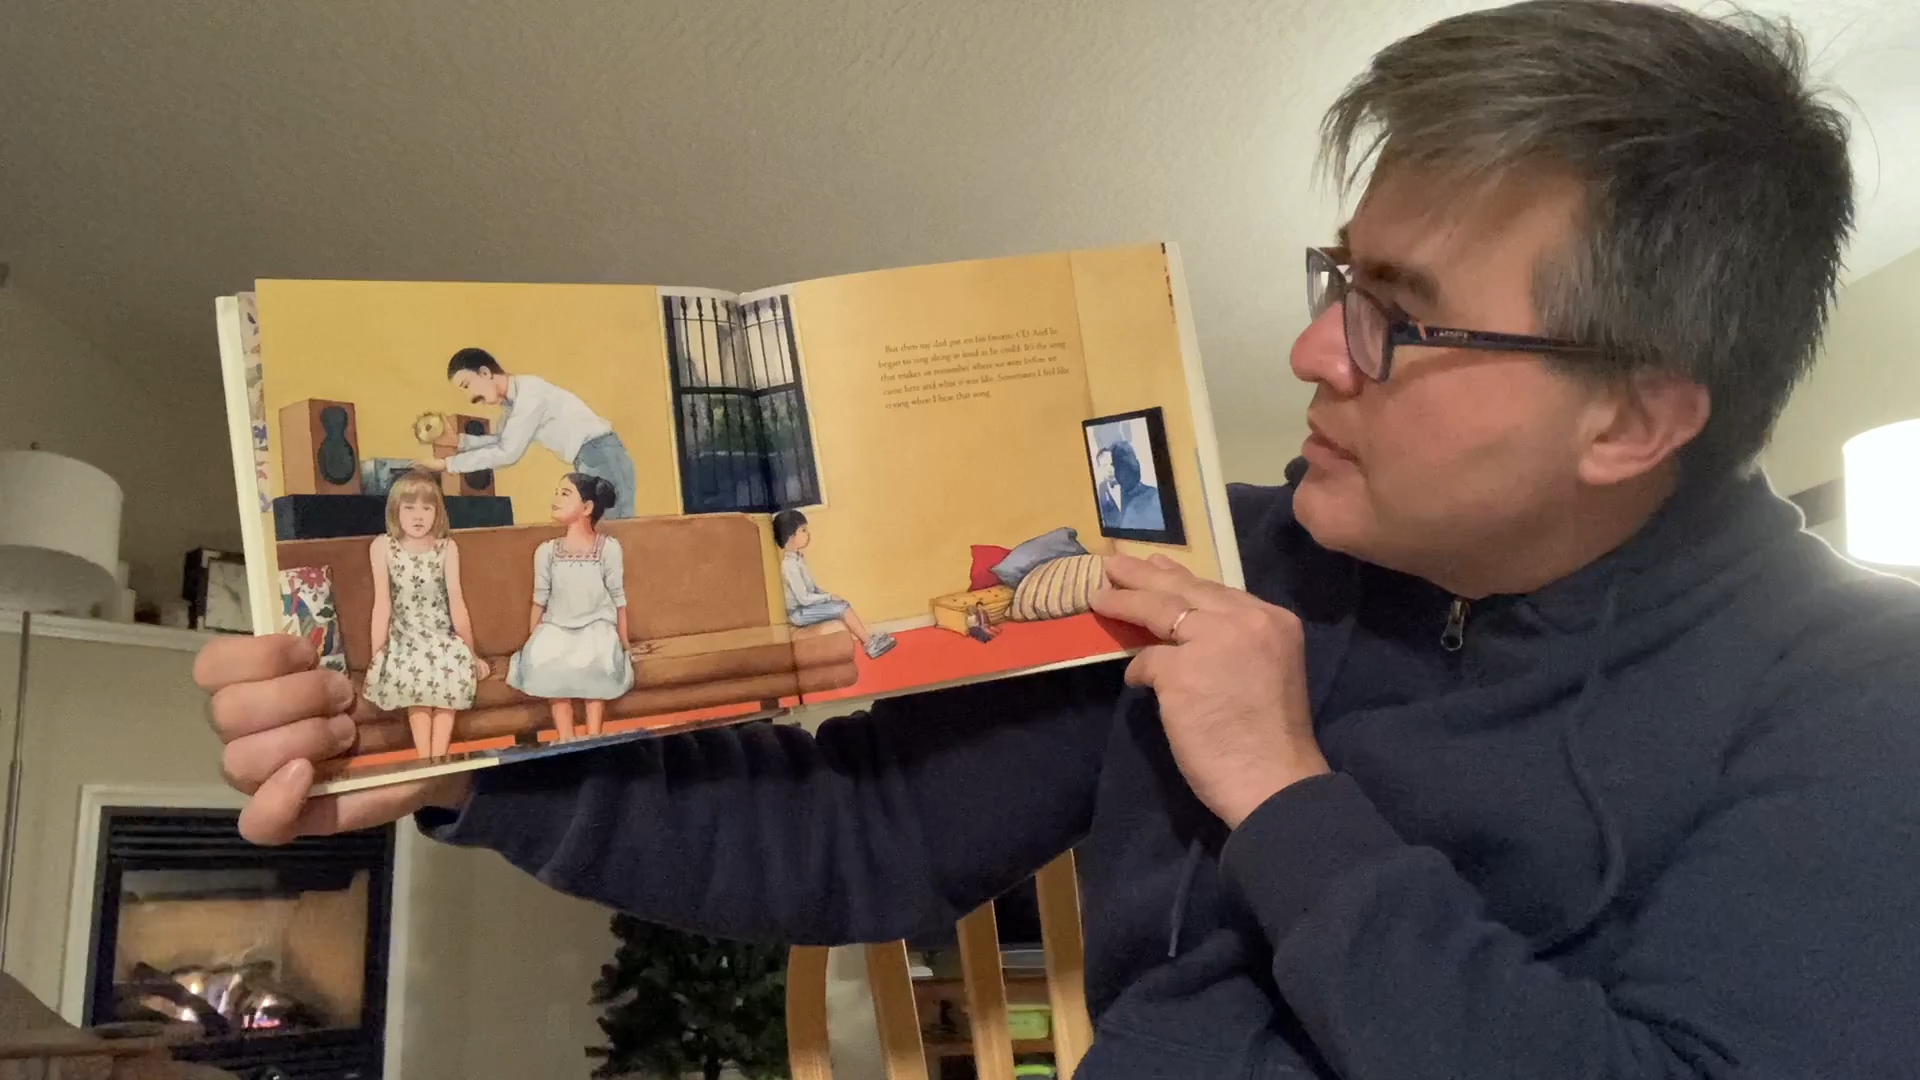 But then my dad put on his favorite CD. And he
began to sing along as loud as he could. It's the song
that makes us remember where we were before we
came here and what it was like. Sometimes I feel like
crying when I hear that song.